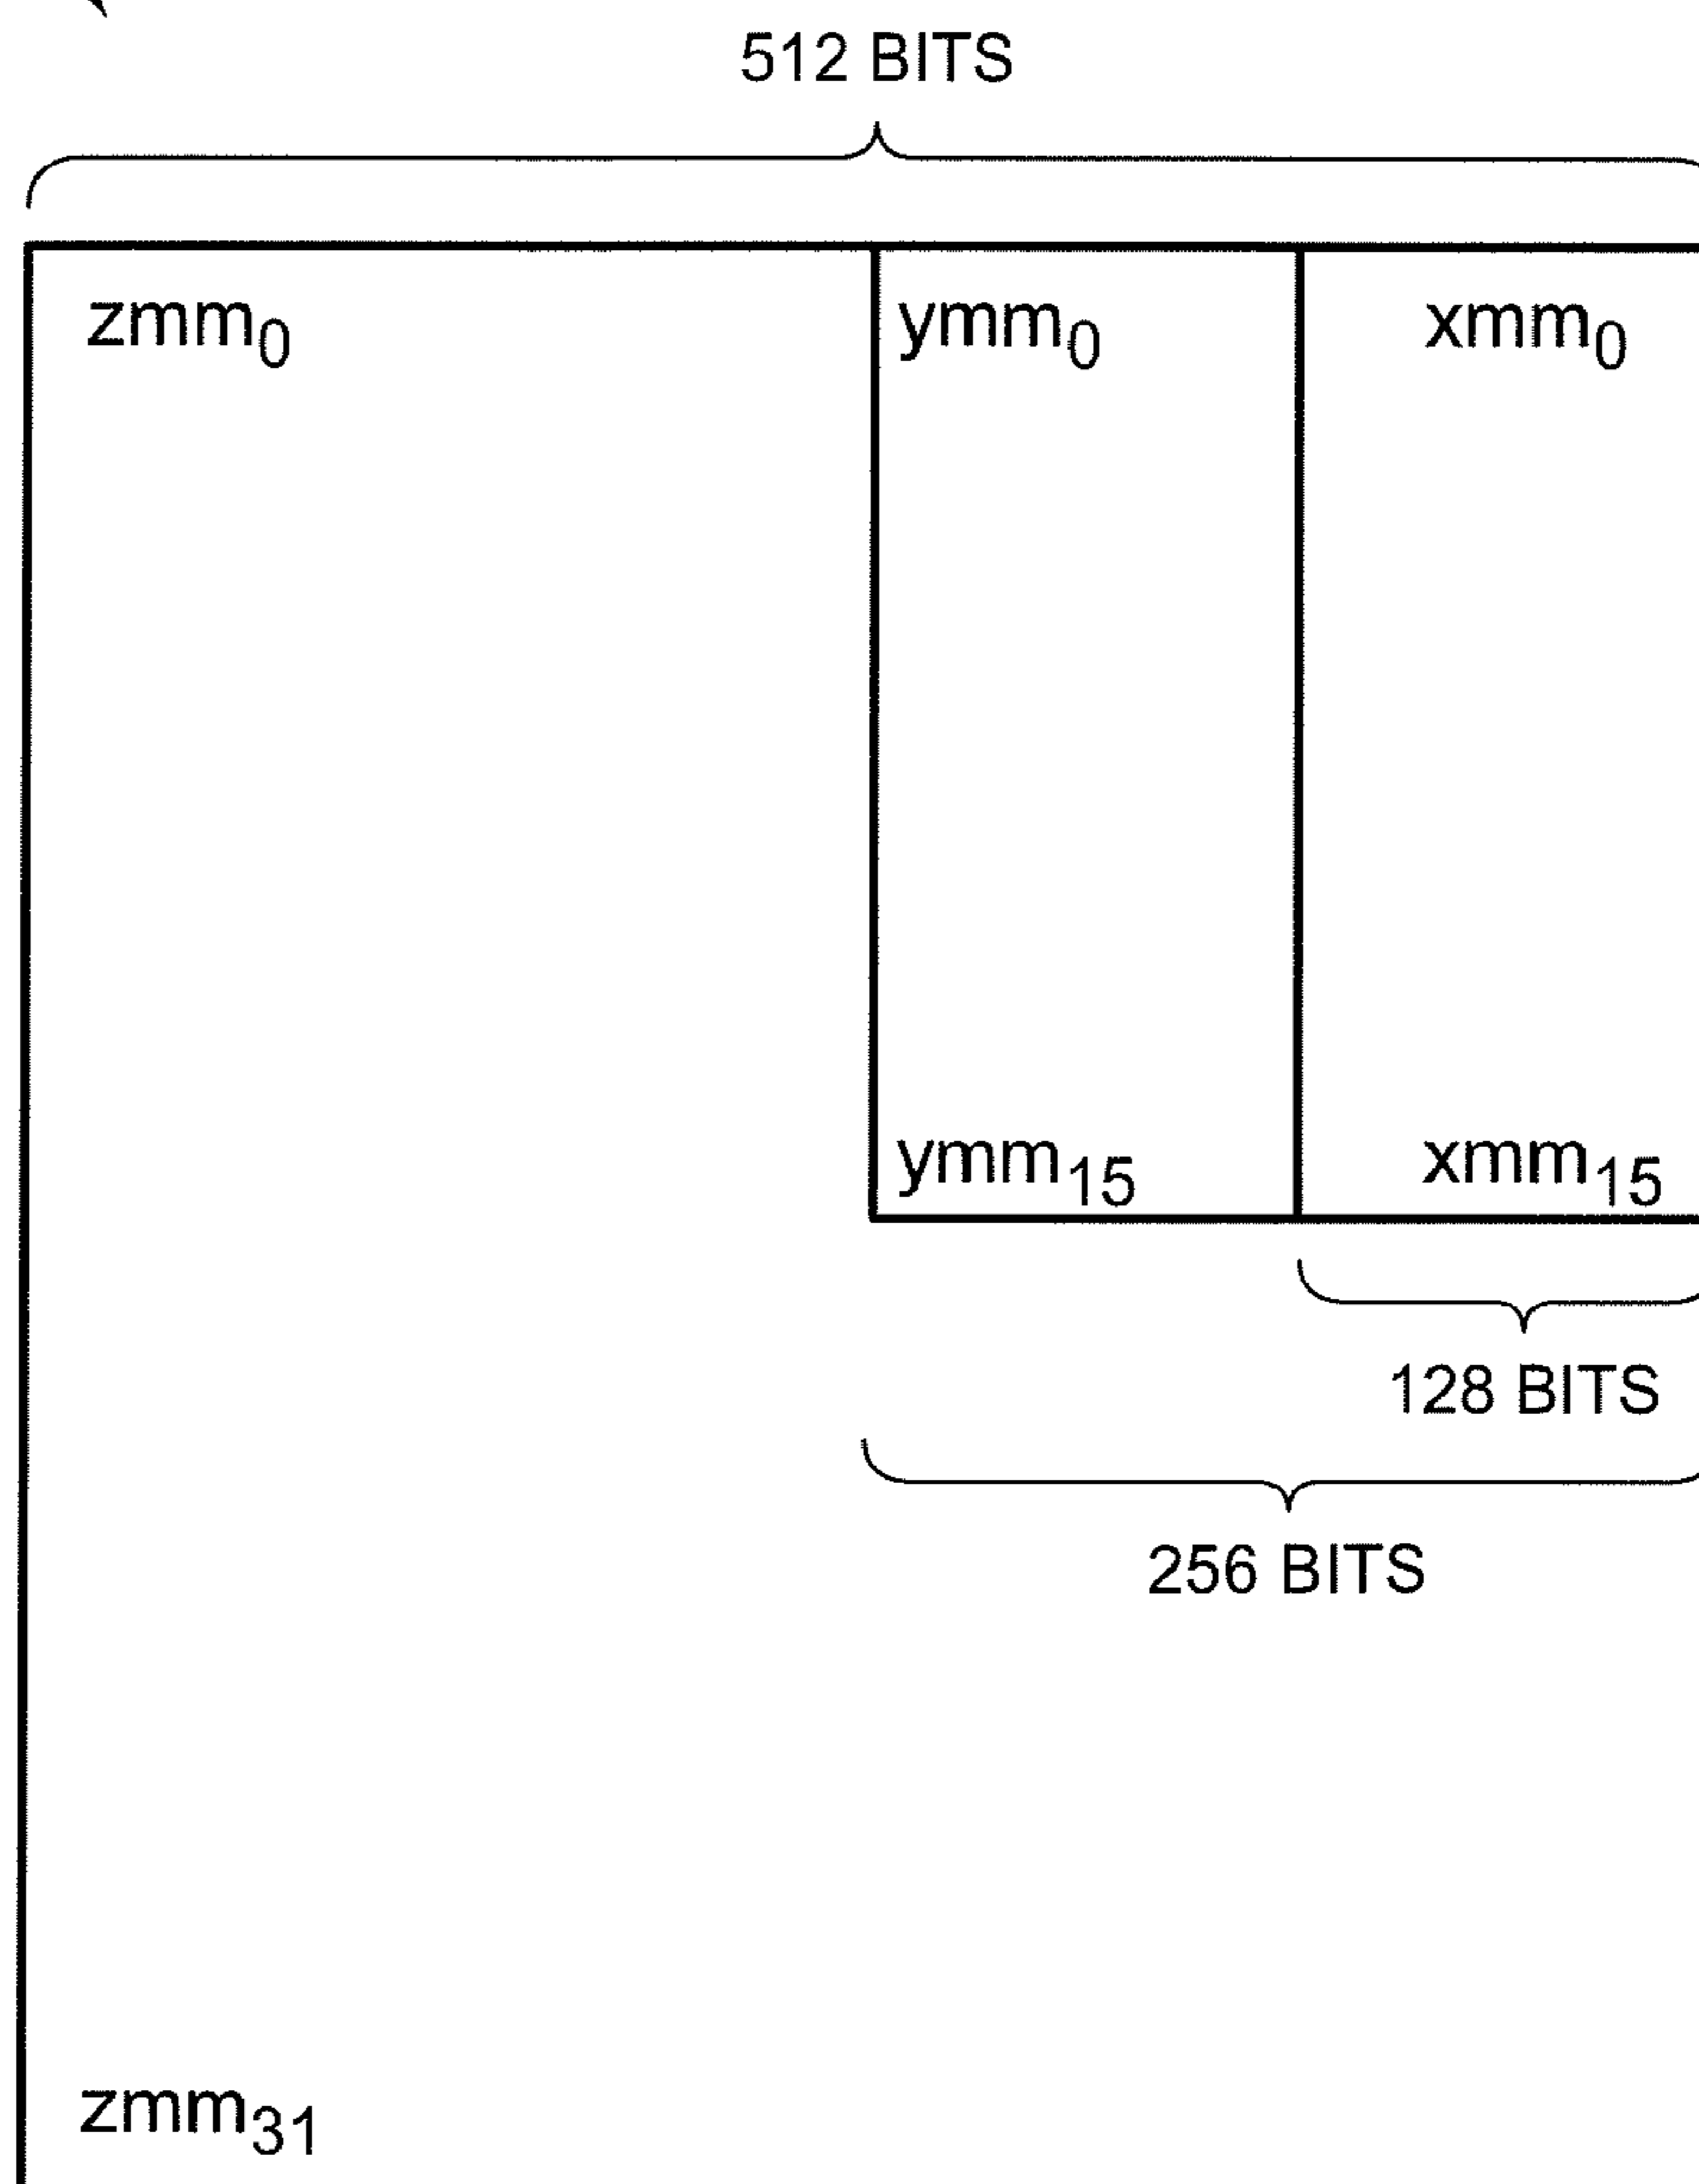 512 BITS
zmm₀ ymm₀ xmm₀
ymm₁₅ xmm₁₅
128 BITS
256 BITS
zmm₃₁